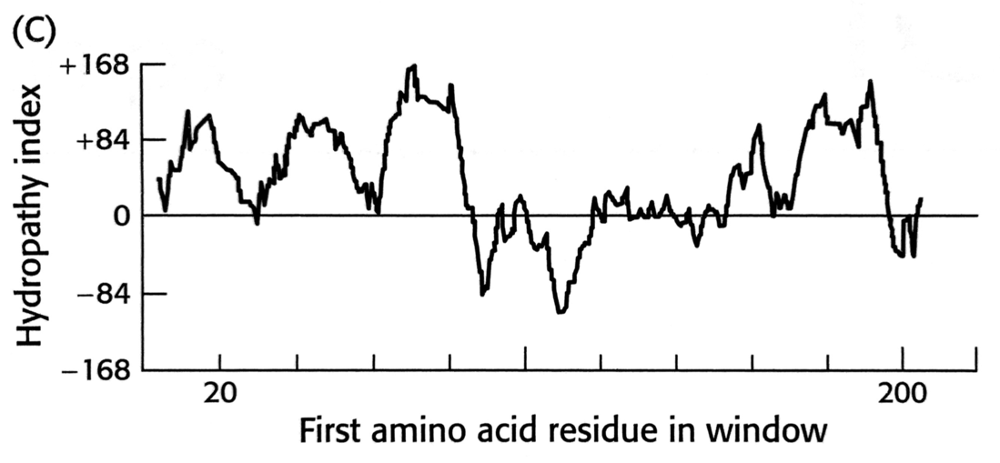 (C)
+168
+84
0
−84
−168
Hydropathy index
20
200
First amino acid residue in window